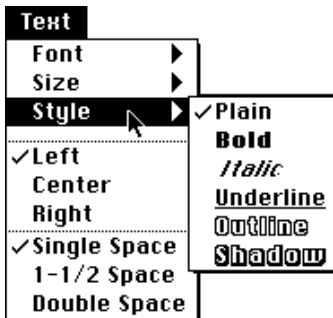 Text
Font
Size
Style
Left
Center
Right
Single Space
1-1/2 Space
Double Space
Plain
Bold
Italic
Underline
Outline
Shadow